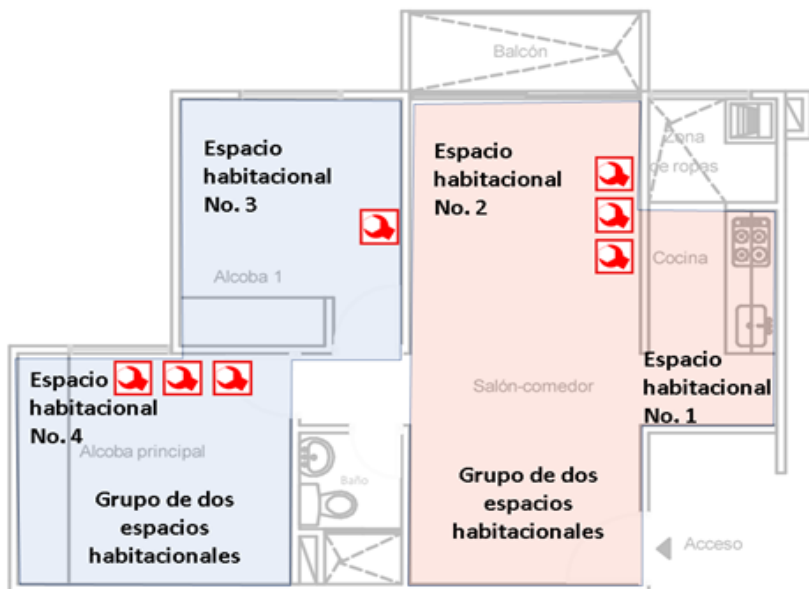 Balcón
Zona
de ropas
Espacio
habitacional
No. 3
Espacio
habitacional
No. 2
Cocina
Alcoba 1
Espacio
habitacional
No. 1
Salón-comedor
Espacio
habitacional
No. 4
Alcoba principal
Grupo de dos
espacios
habitacionales
Baño
Grupo de dos
espacios
habitacionales
Acceso